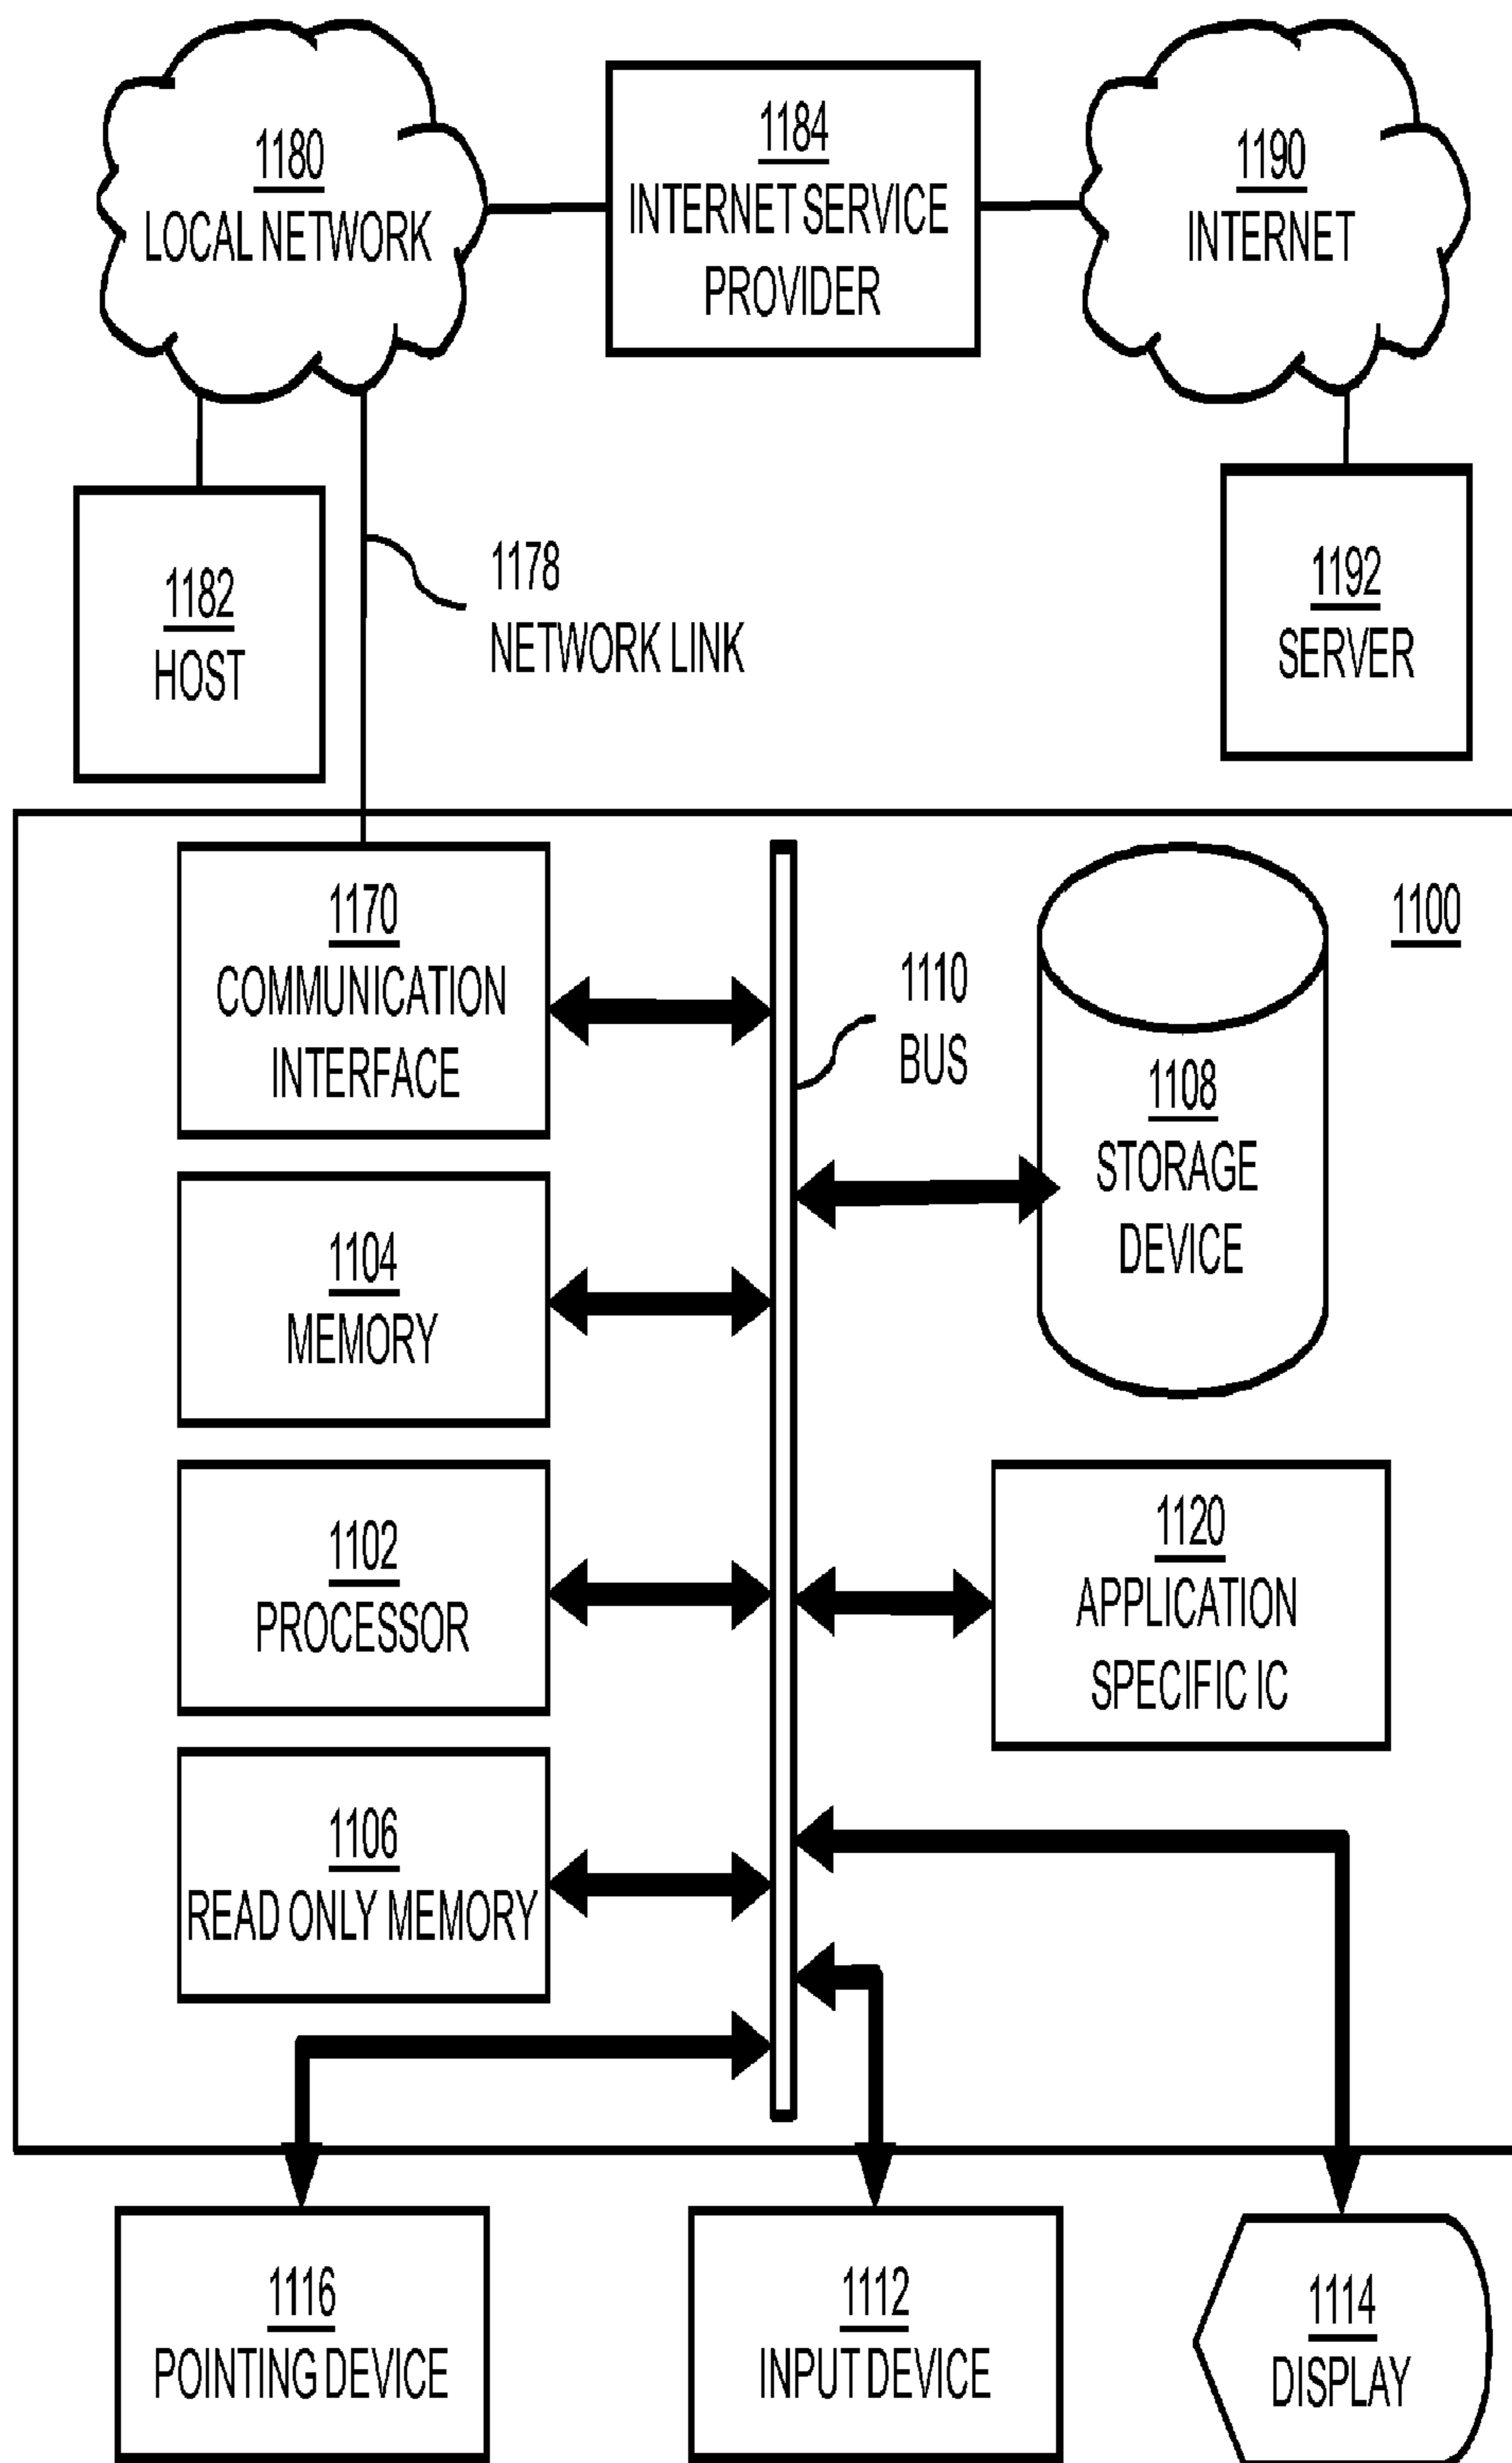 1180
LOCAL NETWORK
1184
INTERNET SERVICE
PROVIDER
1190
INTERNET
1182
HOST
1178
NETWORK LINK
1192
SERVER
1170
COMMUNICATION
INTERFACE
1110
BUS
1100
1108
STORAGE
DEVICE
1104
MEMORY
1102
PROCESSOR
1120
APPLICATION
SPECIFIC IC
1106
READ ONLY MEMORY
1116
POINTING DEVICE
1112
INPUT DEVICE
1114
DISPLAY